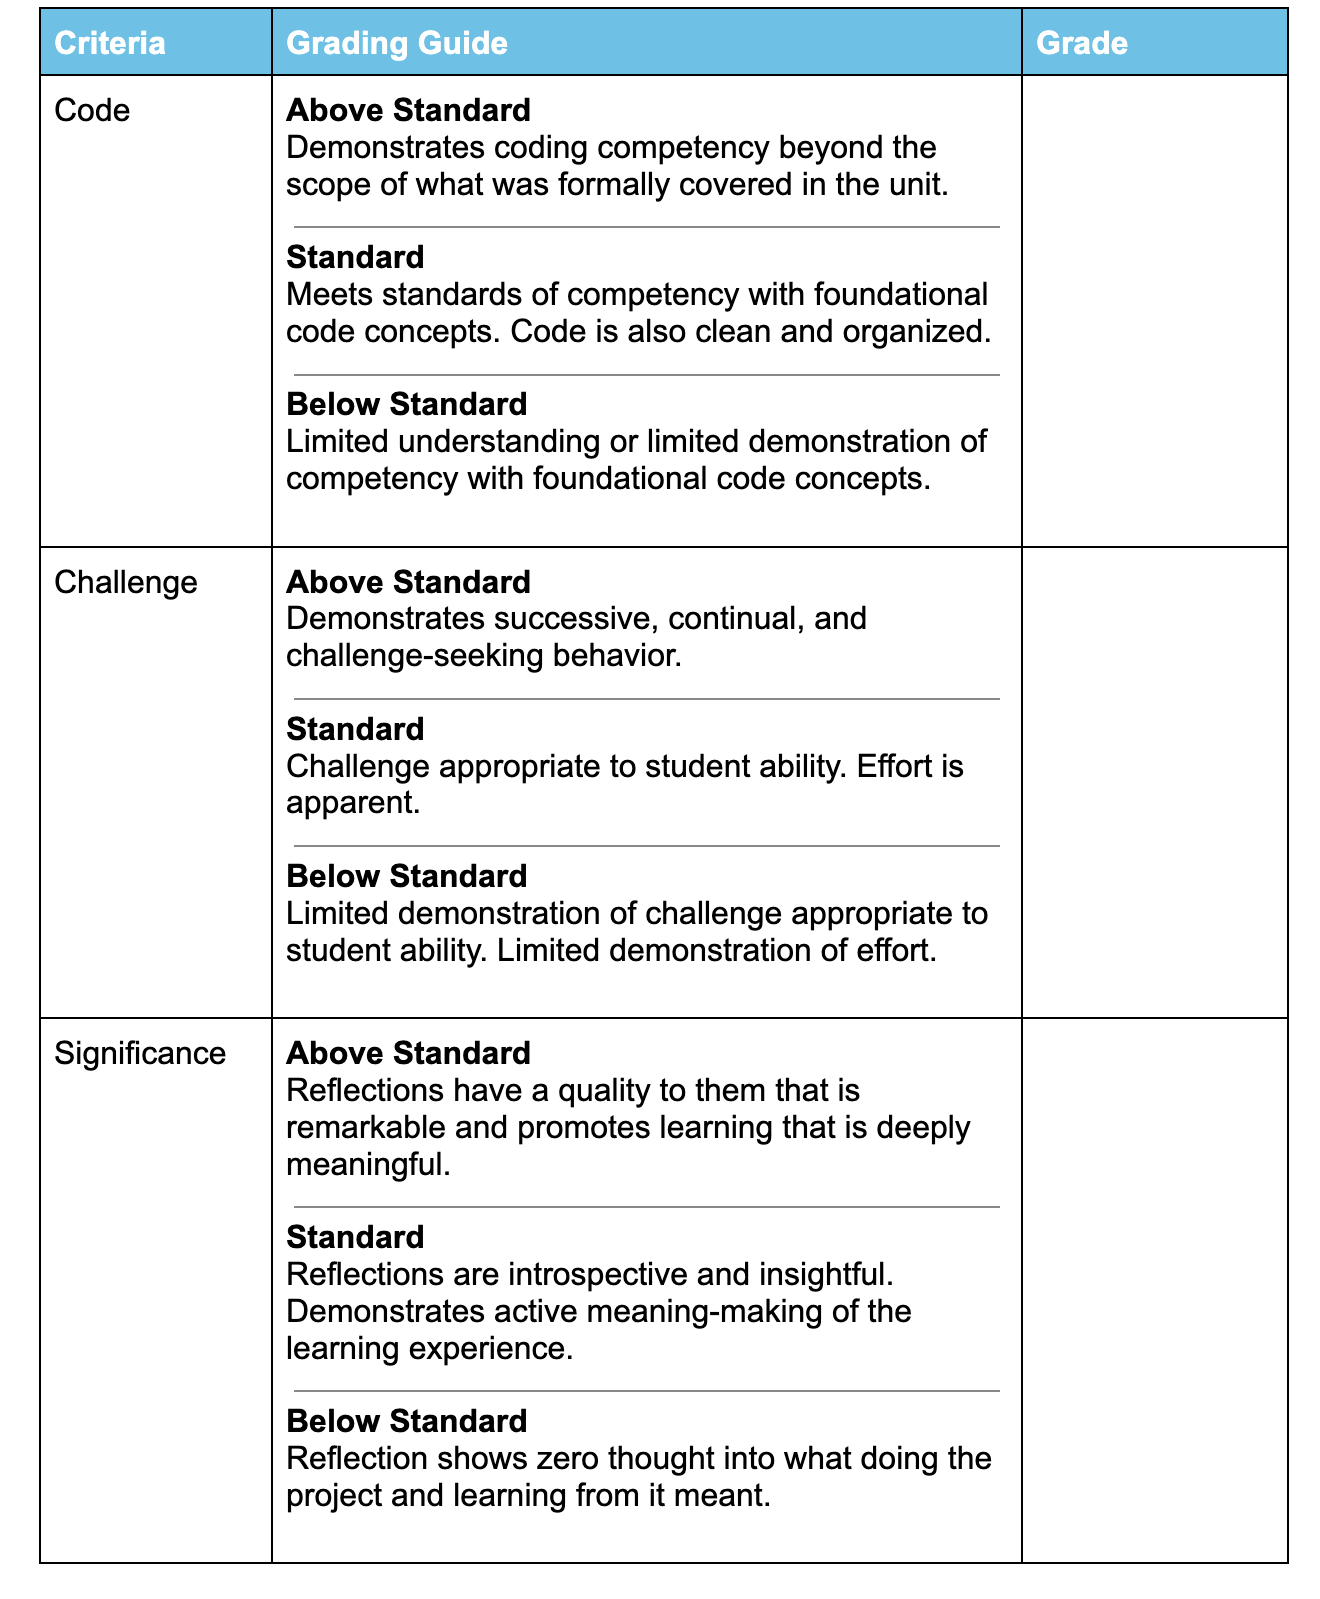 Criteria
Grading Guide
Grade
Code
Above Standard
Demonstrates coding competency beyond the
scope of what was formally covered in the unit.
Standard
Meets standards of competency with foundational
code concepts. Code is also clean and organized.
Below Standard
Limited understanding or limited demonstration of
competency with foundational code concepts.
Challenge
Above Standard
Demonstrates successive, continual, and
challenge-seeking behavior.
Standard
Challenge appropriate to student ability. Effort is
apparent.
Below Standard
Limited demonstration of challenge appropriate to
student ability. Limited demonstration of effort.
Significance
Above Standard
Reflections have a quality to them that is
remarkable and promotes learning that is deeply
meaningful.
Standard
Reflections are introspective and insightful.
Demonstrates active meaning-making of the
learning experience.
Below Standard
Reflection shows zero thought into what doing the
project and learning from it meant.